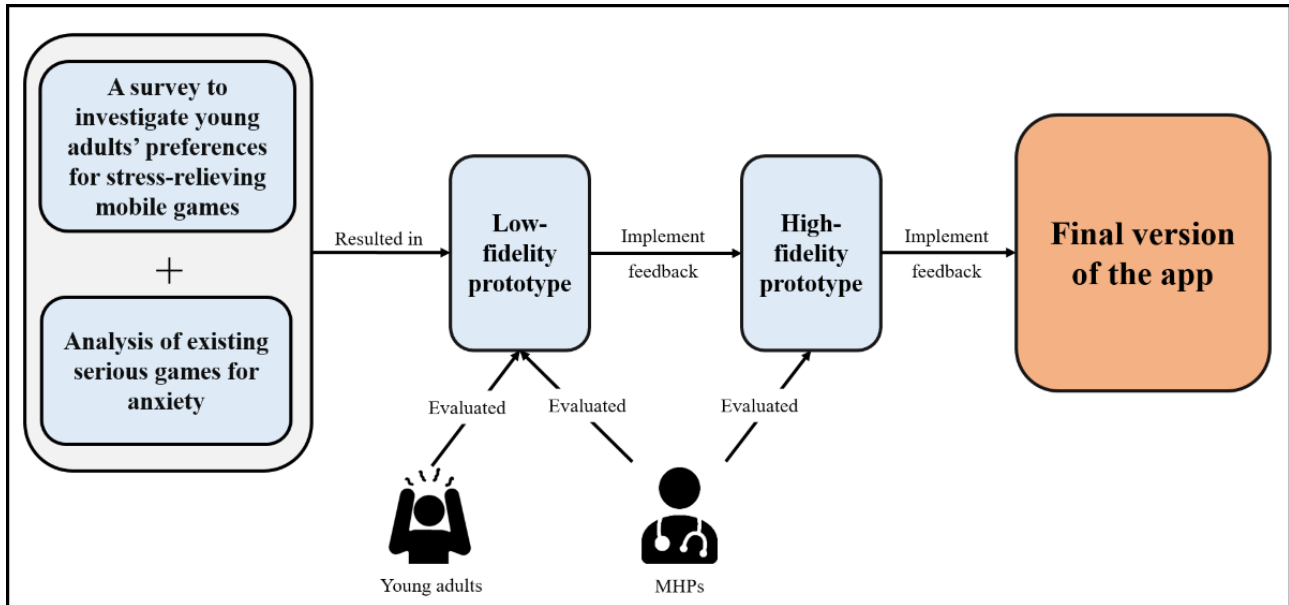 A survey to
investigate young
adults’ preferences
for stress-relieving
mobile games
+
Analysis of existing
serious games for
anxiety
Resulted in
Low-
fidelity
prototype
Implement
feedback
High-
fidelity
prototype
Implement
feedback
Final version
of the app
Evaluated
Evaluated
Evaluated
Young adults
MHPs